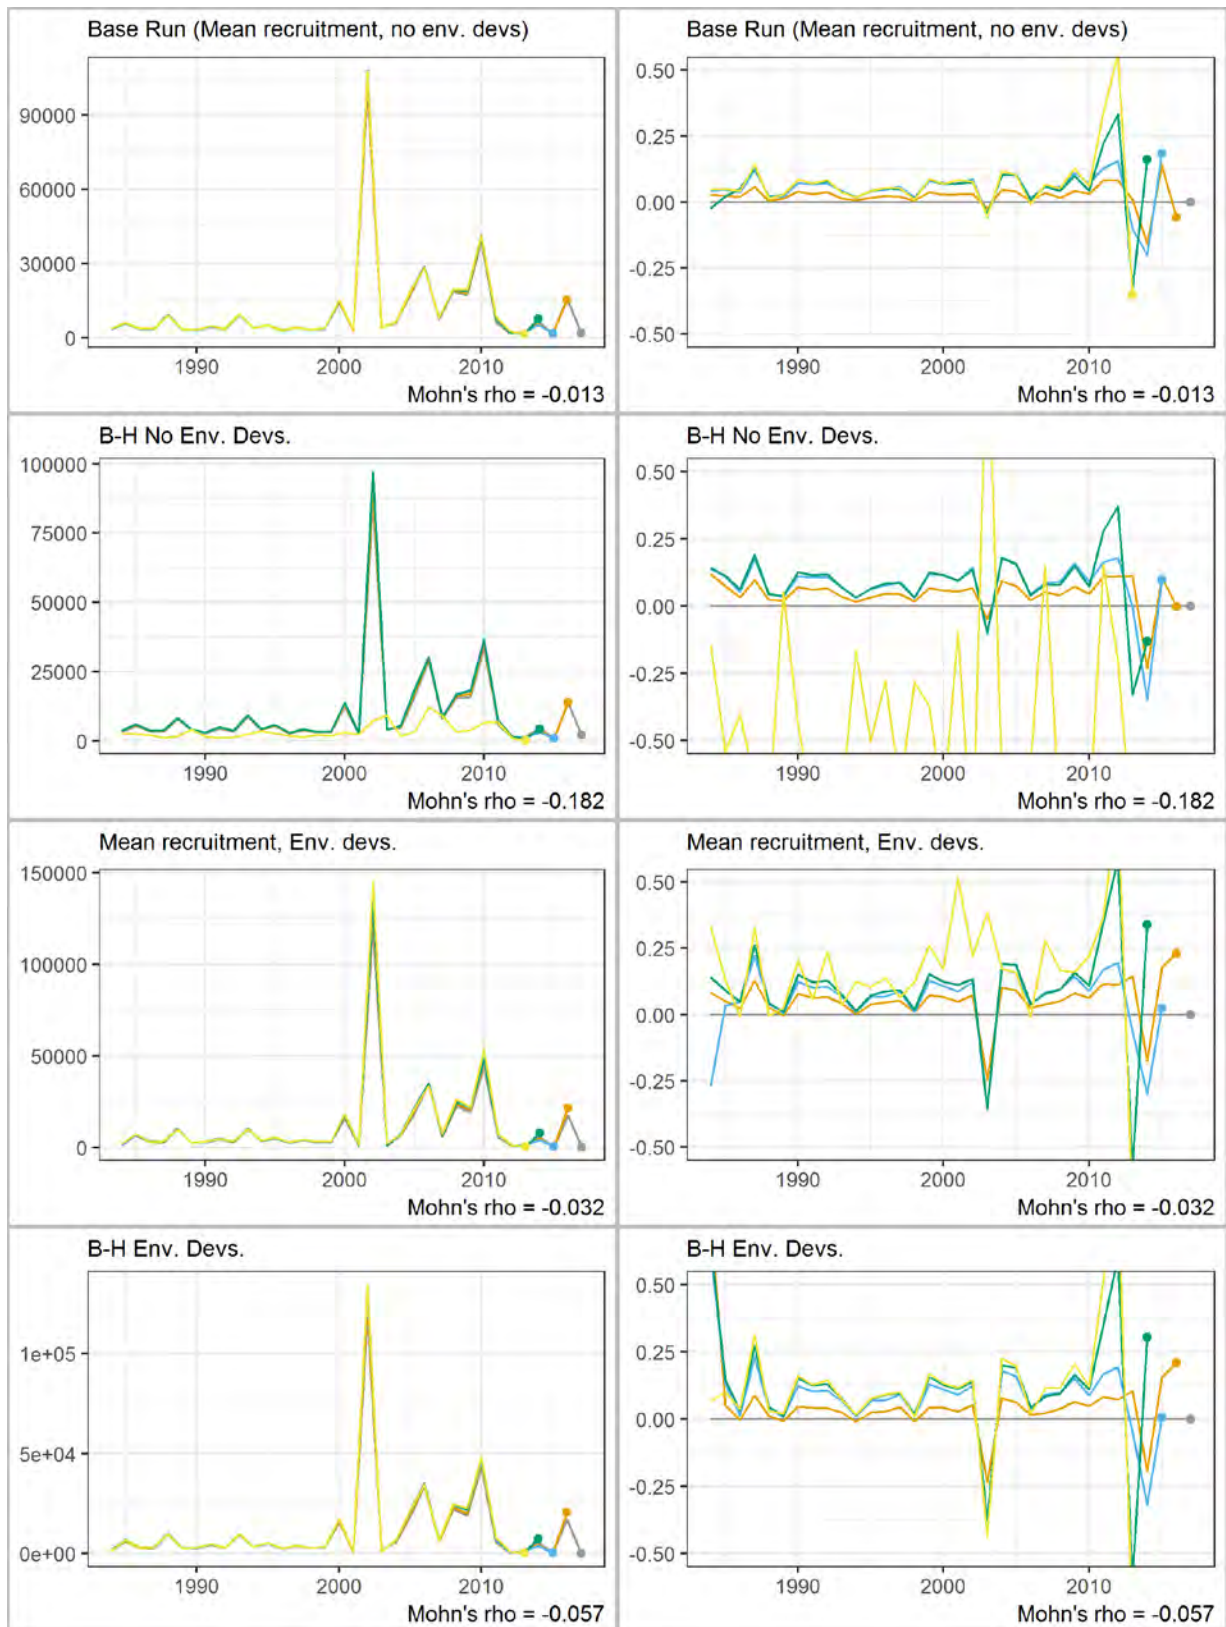 Base Run (Mean recruitment, no env. devs)
90000
60000
30000
0
1990 2000 2010
Mohn's rho = -0.013
Base Run (Mean recruitment, no env. devs)
0.50
0.25
0.00
-0.25
-0.50
1990 2000 2010
Mohn's rho = -0.013
B-H No Env. Devs.
100000
75000
50000
25000
0
1990 2000 2010
Mohn's rho = -0.182
B-H No Env. Devs.
0.50
0.25
0.00
-0.25
-0.50
1990 2000 2010
Mohn's rho = -0.182
Mean recruitment, Env. devs.
150000
100000
50000
0
1990 2000 2010
Mohn's rho = -0.032
Mean recruitment, Env. devs.
0.50
0.25
0.00
-0.25
-0.50
1990 2000 2010
Mohn's rho = -0.032
B-H Env. Devs.
1e+05
5e+04
0e+00
1990 2000 2010
Mohn's rho = -0.057
B-H Env. Devs.
0.50
0.25
0.00
-0.25
-0.50
1990 2000 2010
Mohn's rho = -0.057